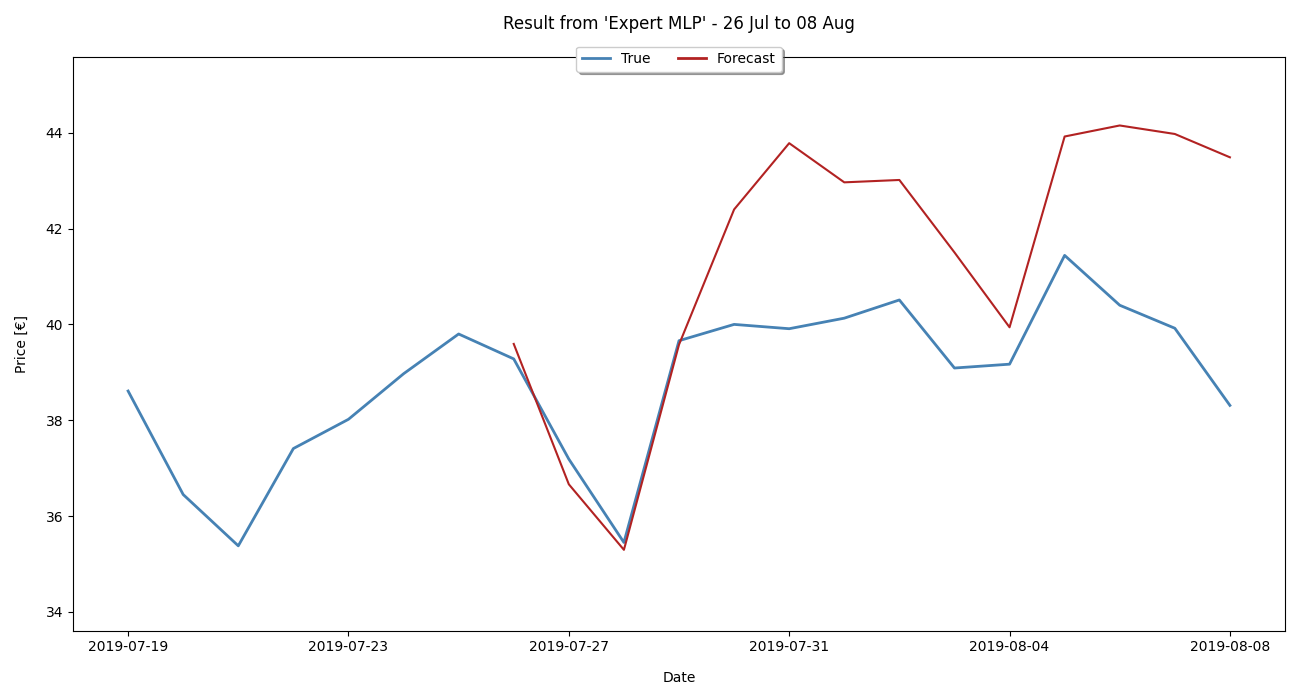 Result from 'Expert MLP' - 26 Jul to 08 Aug
True Forecast
44
42
40
38
36
34
Price [€]
2019-07-19 2019-07-23 2019-07-27 2019-07-31 2019-08-04 2019-08-08
Date